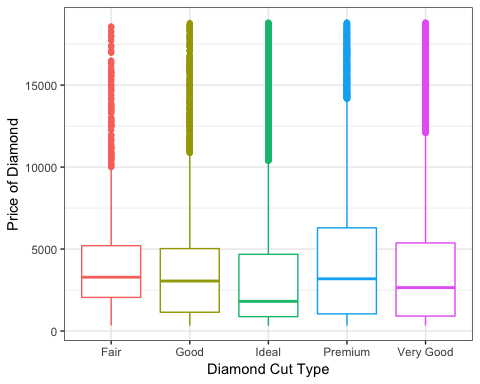 Price of Diamond
15000
10000
5000
0
Fair Good Ideal Premium Very Good
Diamond Cut Type